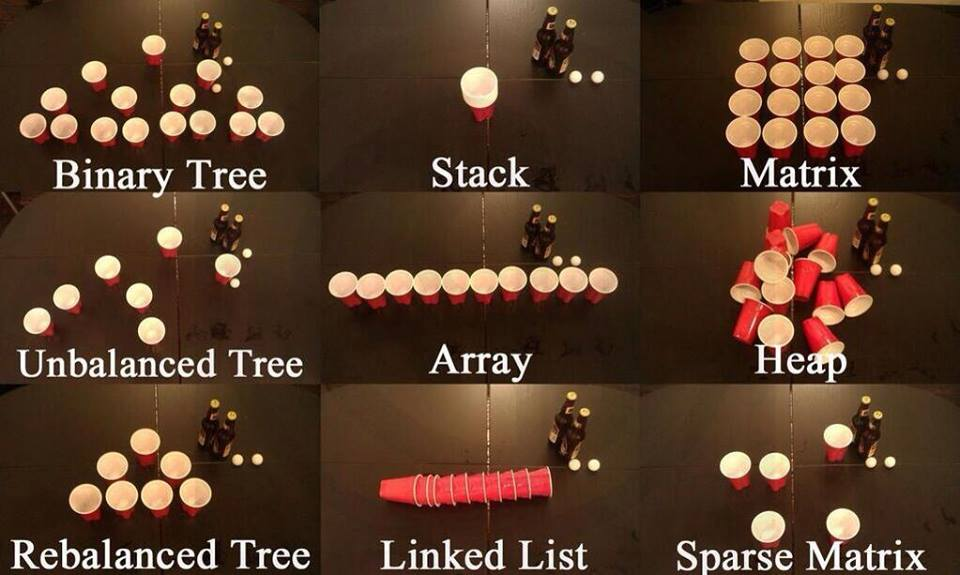 Binary Tree
Stack
Matrix
Unbalanced Tree
Array
Heap
Rebalanced Tree
Linked List
Sparse Matrix